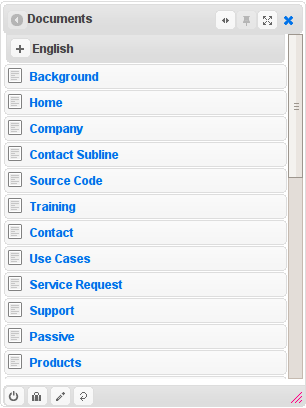 Documents
English
Background
Home
Company
Contact Subline
Source Code
Training
Contact
Use Cases
Service Request
Support
Passive
Products